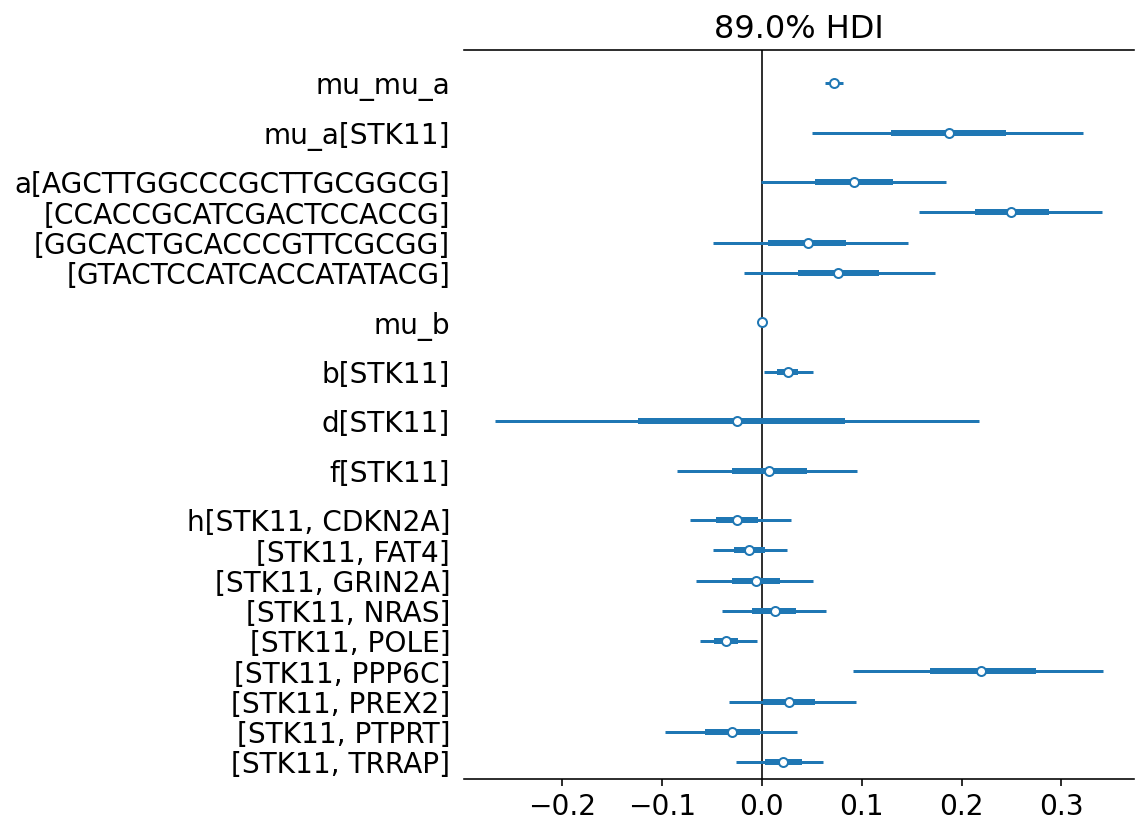 89.0% HDI
mu_mu_a
mu_a[STK11]
a[AGCTTGGCCCGCTTGCGGCG]
[CCACCGCATCGACTCCACCG]
[GGCACTGCACCCGTTCGCGG]
[GTACTCCATCACCATATACG]
mu_b
b[STK11]
d[STK11]
f[STK11]
h[STK11, CDKN2A]
[STK11, FAT4]
[STK11, GRIN2A]
[STK11, NRAS]
[STK11, POLE]
[STK11, PPP6C]
[STK11, PREX2]
[STK11, PTPRT]
[STK11, TRRAP]
−0.2 −0.1 0.0 0.1 0.2 0.3